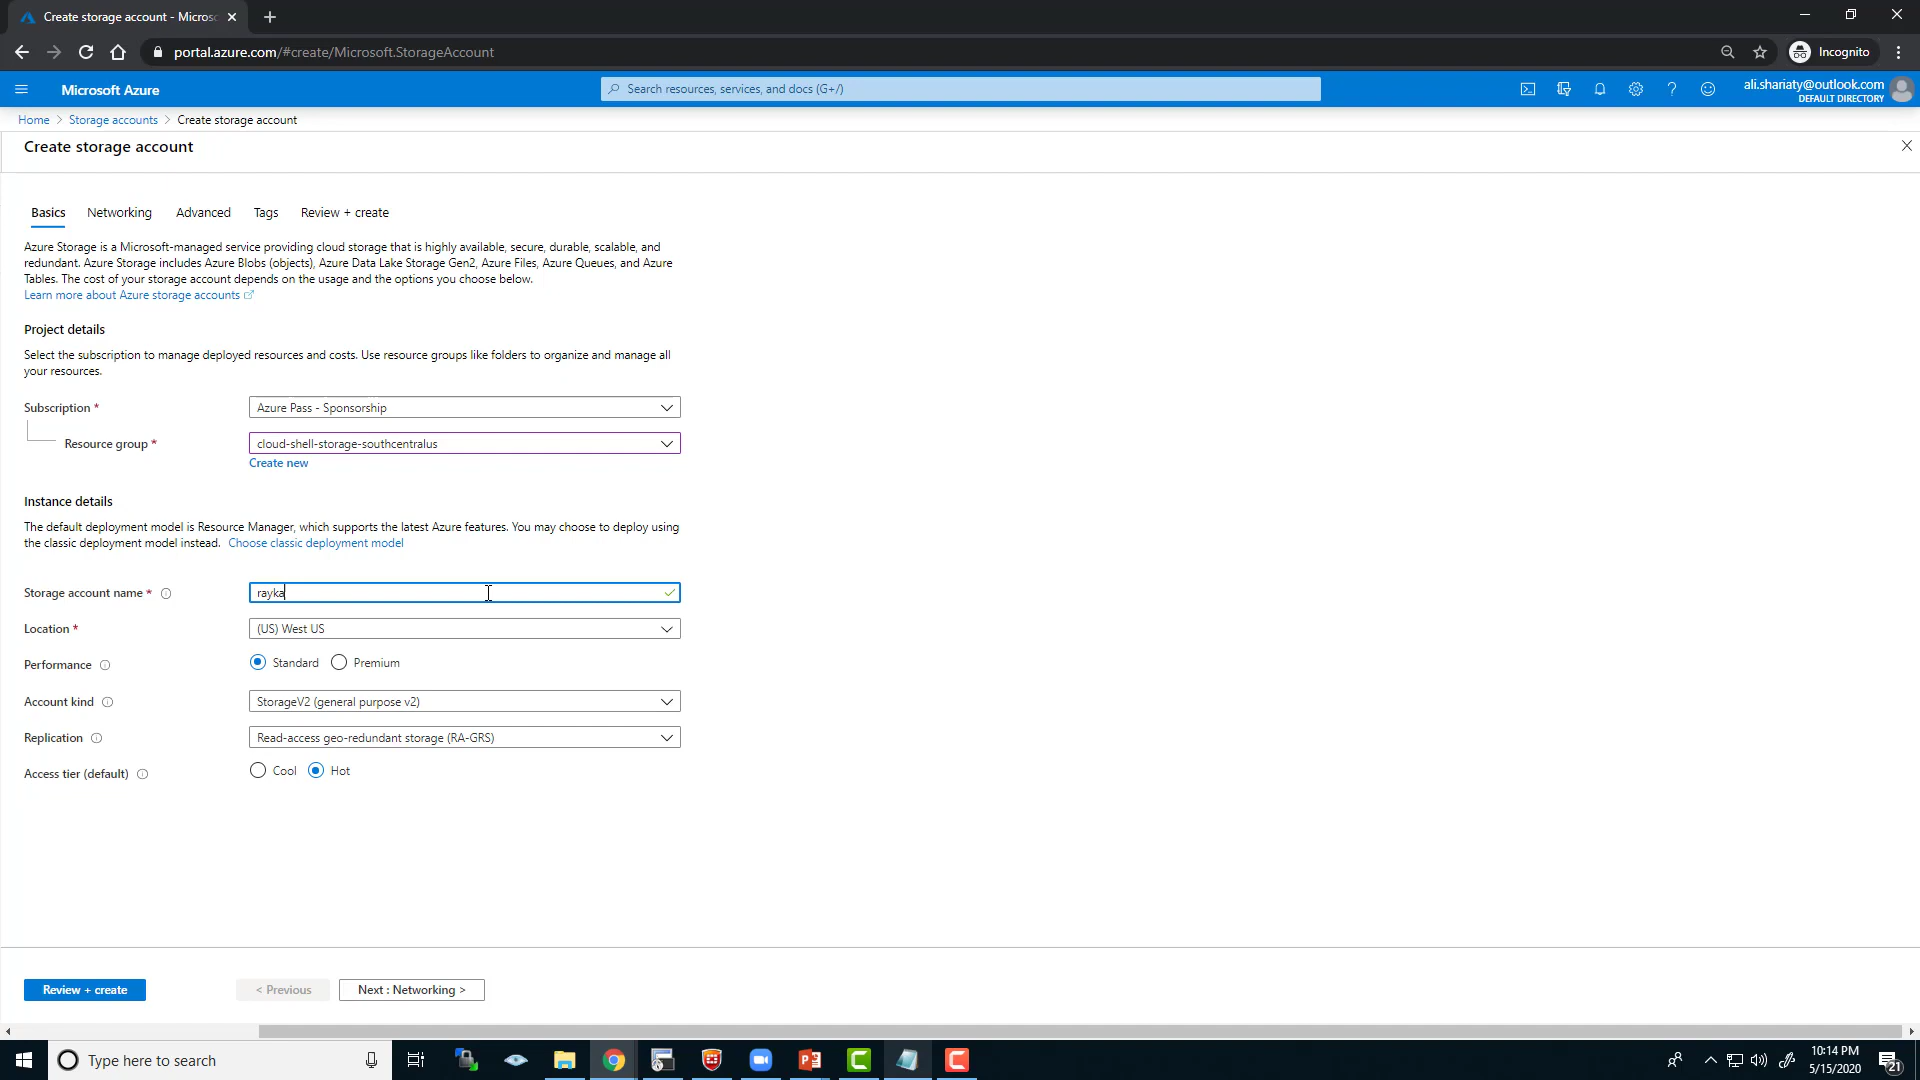 Create storage account - Micros
portal.azure.com/#create/Microsoft.StorageAccount
Incognito
Microsoft Azure
Search resources, services, and docs (G+/)
ali.shariaty@outlook.com
DEFAULT DIRECTORY
Home > Storage accounts > Create storage account
Create storage account
Basics Networking Advanced Tags Review + create
Azure Storage is a Microsoft-managed service providing cloud storage that is highly available, secure, durable, scalable, and
redundant. Azure Storage includes Azure Blobs (objects), Azure Data Lake Storage Gen2, Azure Files, Azure Queues, and Azure
Tables. The cost of your storage account depends on the usage and the options you choose below.
Learn more about Azure storage accounts
Project details
Select the subscription to manage deployed resources and costs. Use resource groups like folders to organize and manage all
your resources.
Subscription * Azure Pass - Sponsorship
Resource group * cloud-shell-storage-southcentralus
Create new
Instance details
The default deployment model is Resource Manager, which supports the latest Azure features. You may choose to deploy using
the classic deployment model instead. Choose classic deployment model
Storage account name * rayka
Location * (US) West US
Performance Standard Premium
Account kind StorageV2 (general purpose v2)
Replication Read-access geo-redundant storage (RA-GRS)
Access tier (default) Cool Hot
Review + create < Previous Next : Networking >
Type here to search
10:14 PM
5/15/2020
21